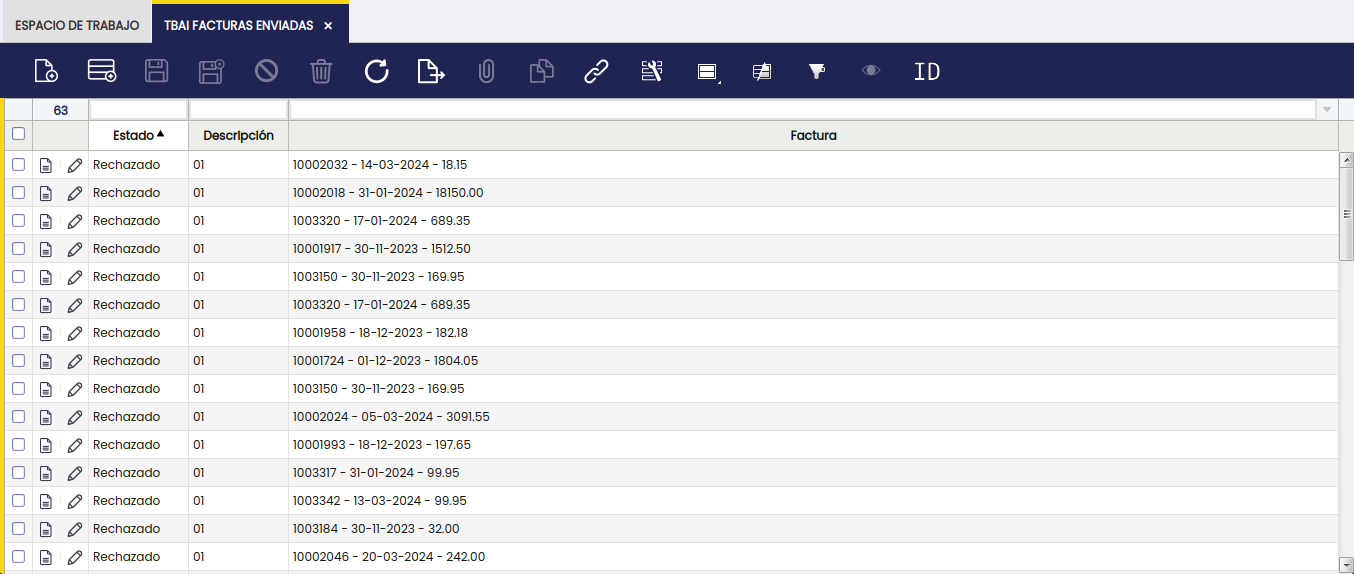 ESPACIO DE TRABAJO TBAI FACTURAS ENVIADAS ×
ID
63
Estado Descripción Factura
Rechazado 01 10002032 - 14-03-2024 - 18.15
Rechazado 01 10002018 - 31-01-2024 - 18150.00
Rechazado 01 1003320 - 17-01-2024 - 689.35
Rechazado 01 10001917 - 30-11-2023 - 1512.50
Rechazado 01 1003150 - 30-11-2023 - 169.95
Rechazado 01 1003320 - 17-01-2024 - 689.35
Rechazado 01 10001958 - 18-12-2023 - 182.18
Rechazado 01 10001724 - 01-12-2023 - 1804.05
Rechazado 01 1003150 - 30-11-2023 - 169.95
Rechazado 01 10002024 - 05-03-2024 - 3091.55
Rechazado 01 10001993 - 18-12-2023 - 197.65
Rechazado 01 1003317 - 31-01-2024 - 99.95
Rechazado 01 1003342 - 13-03-2024 - 99.95
Rechazado 01 1003184 - 30-11-2023 - 32.00
Rechazado 01 10002046 - 20-03-2024 - 242.00